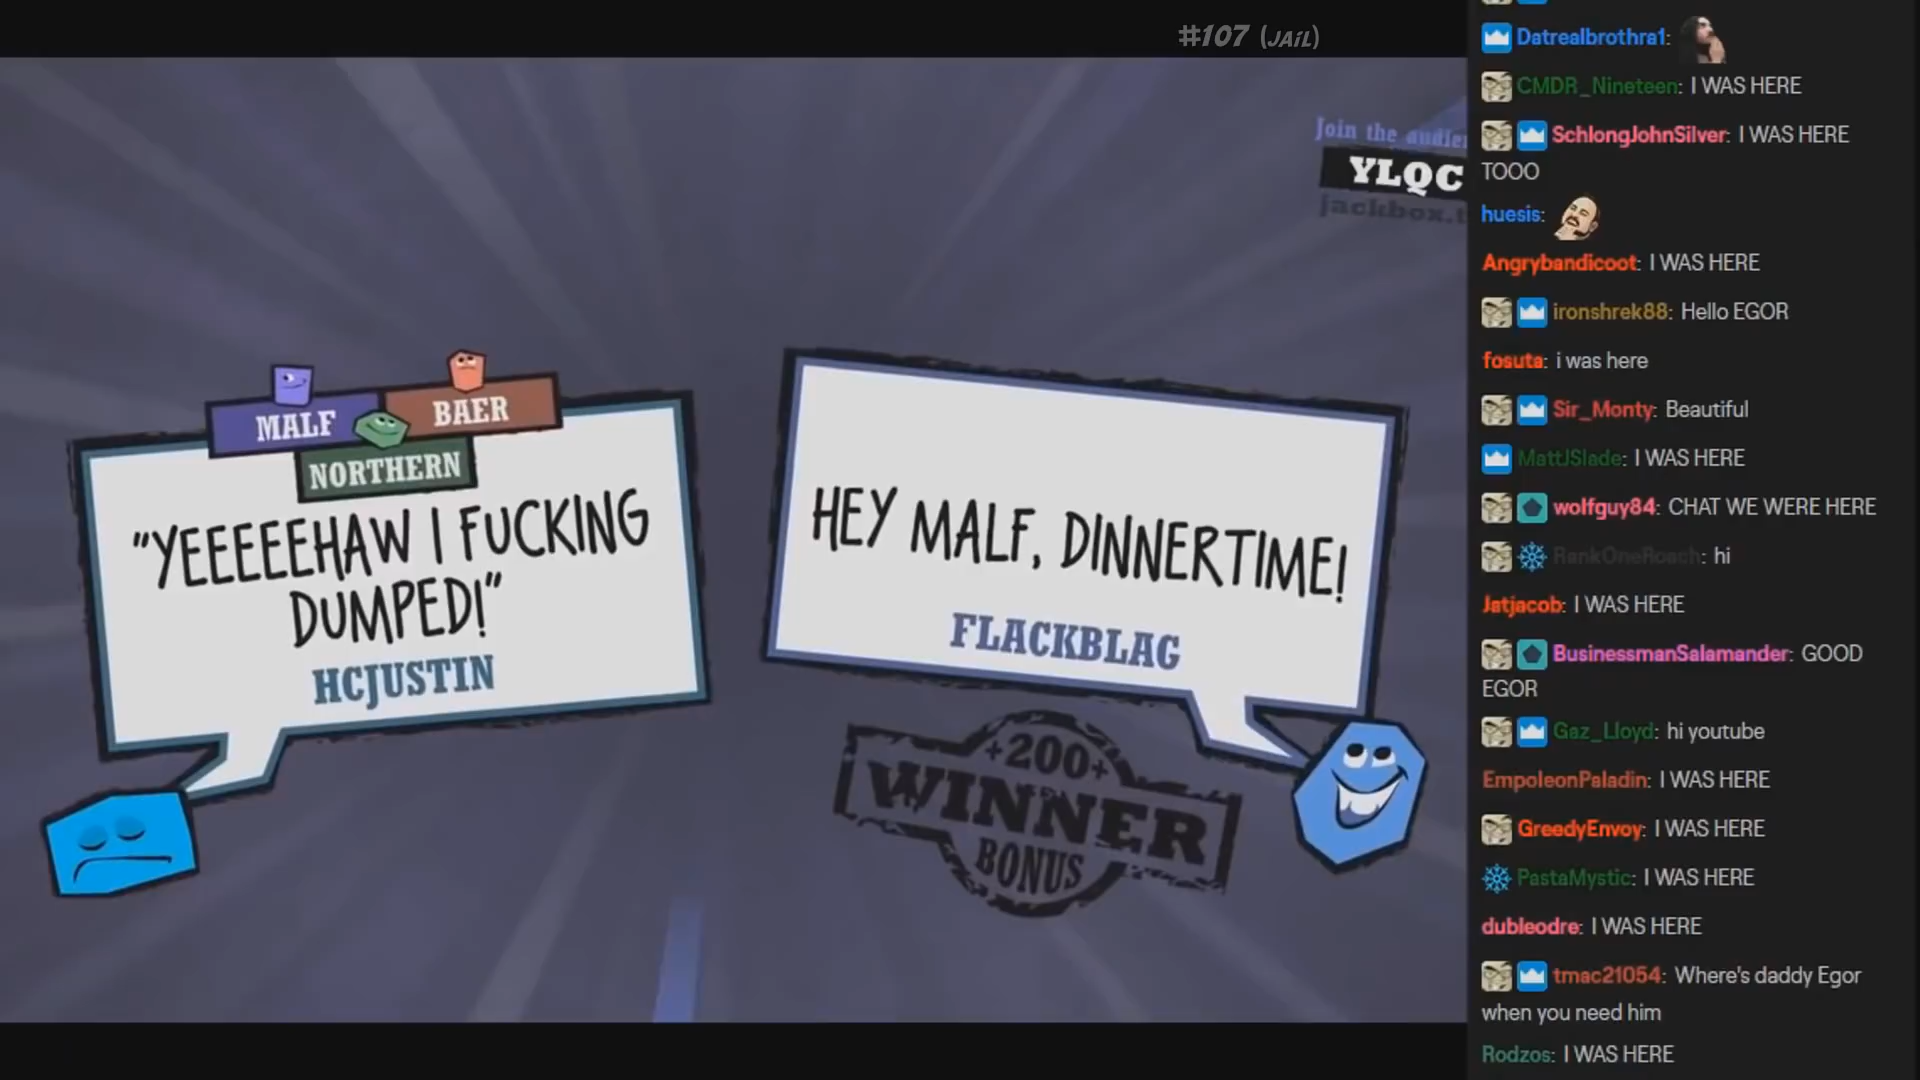 #107 (JAIL)
Join the audien
YLQC
jackbox.t
MALF
BAER
NORTHERN
"YEEEEEHAW I FUCKING
DUMPED!"
HCJUSTIN
HEY MALF, DINNERTIME!
FLACKBLAG
+200+
WINNER
BONUS
Datrealbrothra1:
CMDR_Nineteen: I WAS HERE
SchlongJohnSilver: I WAS HERE
TOOO
huesis:
Angrybandicoot: I WAS HERE
ironshrek88: Hello EGOR
fosuta: i was here
Sir_Monty: Beautiful
MattJSlade: I WAS HERE
wolfguy84: CHAT WE WERE HERE
RankOneRoach: hi
Jatjacob: I WAS HERE
BusinessmanSalamander: GOOD
EGOR
Gaz_Lloyd: hi youtube
EmpoleonPaladin: I WAS HERE
GreedyEnvoy: I WAS HERE
PastaMystic: I WAS HERE
dubleodre: I WAS HERE
tmac21054: Where's daddy Egor
when you need him
Rodzos: I WAS HERE